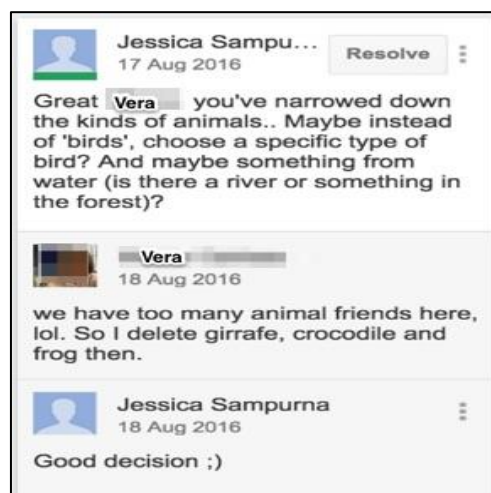 Jessica Sampu...
Resolve
17 Aug 2016
Great Vera you've narrowed down
the kinds of animals.. Maybe instead
of 'birds', choose a specific type of
bird? And maybe something from
water (is there a river or something in
the forest)?
Vera
18 Aug 2016
we have too many animal friends here,
lol. So I delete girrafe, crocodile and
frog then.
Jessica Sampurna
18 Aug 2016
Good decision ;)